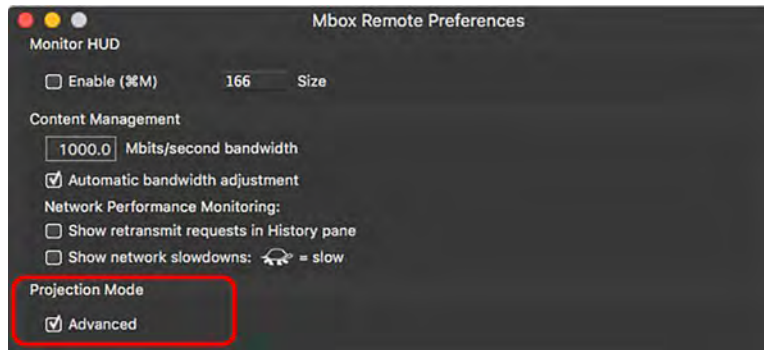 Mbox Remote Preferences
Monitor HUD
Enable (⌘M) 166 Size
Content Management
1000.0 Mbits/second bandwidth
Automatic bandwidth adjustment
Network Performance Monitoring:
Show retransmit requests in History pane
Show network slowdowns: = slow
Projection Mode
Advanced